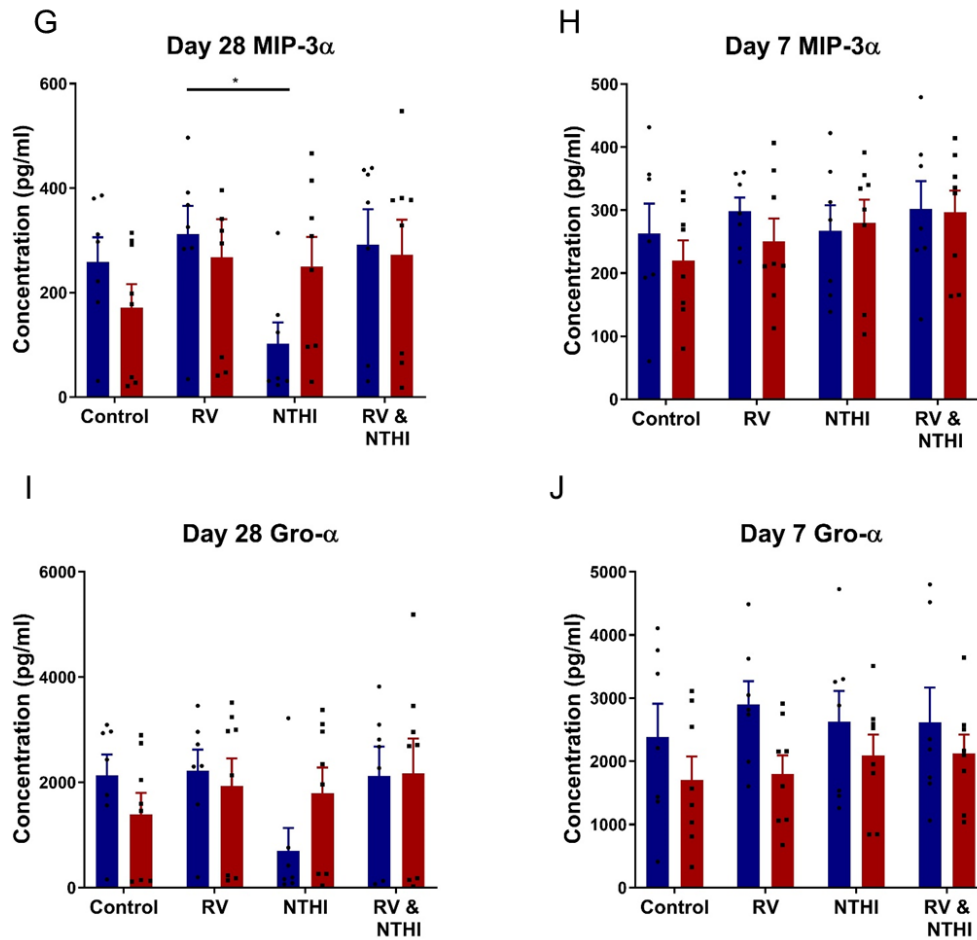 G
Day 28 MIP-3α
Concentration (pg/ml)
600
400
200
0
*
Control RV NTHI RV &
NTHI
H
Day 7 MIP-3α
Concentration (pg/ml)
500
400
300
200
100
0
Control RV NTHI RV &
NTHI
I
Day 28 Gro-α
Concentration (pg/ml)
6000
4000
2000
0
Control RV NTHI RV &
NTHI
J
Day 7 Gro-α
Concentration (pg/ml)
5000
4000
3000
2000
1000
0
Control RV NTHI RV &
NTHI